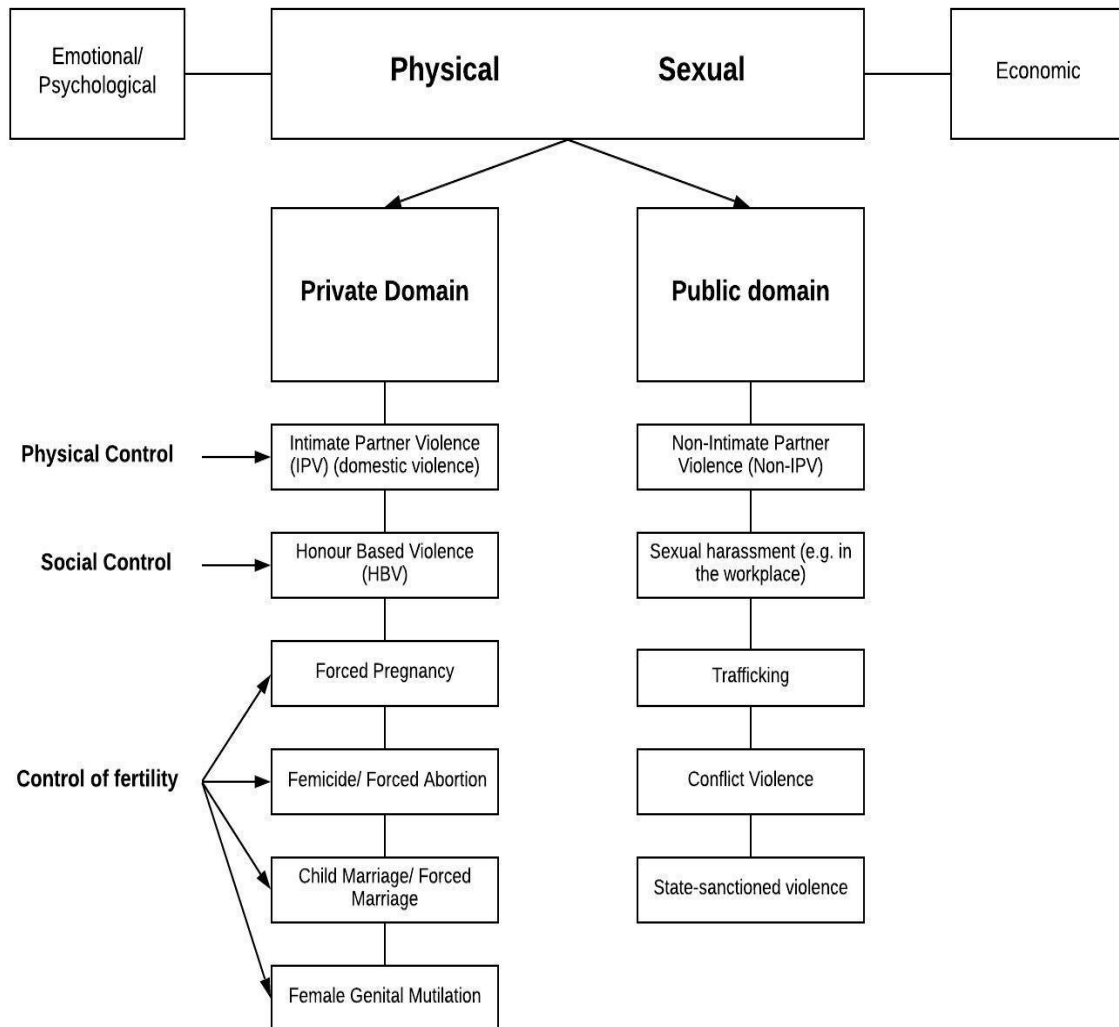 Emotional/
Psychological
Physical Sexual
Economic
Private Domain
Public domain
Physical Control
Intimate Partner Violence
(IPV) (domestic violence)
Non-Intimate Partner
Violence (Non-IPV)
Social Control
Honour Based Violence
(HBV)
Sexual harassment (e.g. in
the workplace)
Forced Pregnancy
Trafficking
Control of fertility
Femicide/ Forced Abortion
Conflict Violence
Child Marriage/ Forced
Marriage
State-sanctioned violence
Female Genital Mutilation